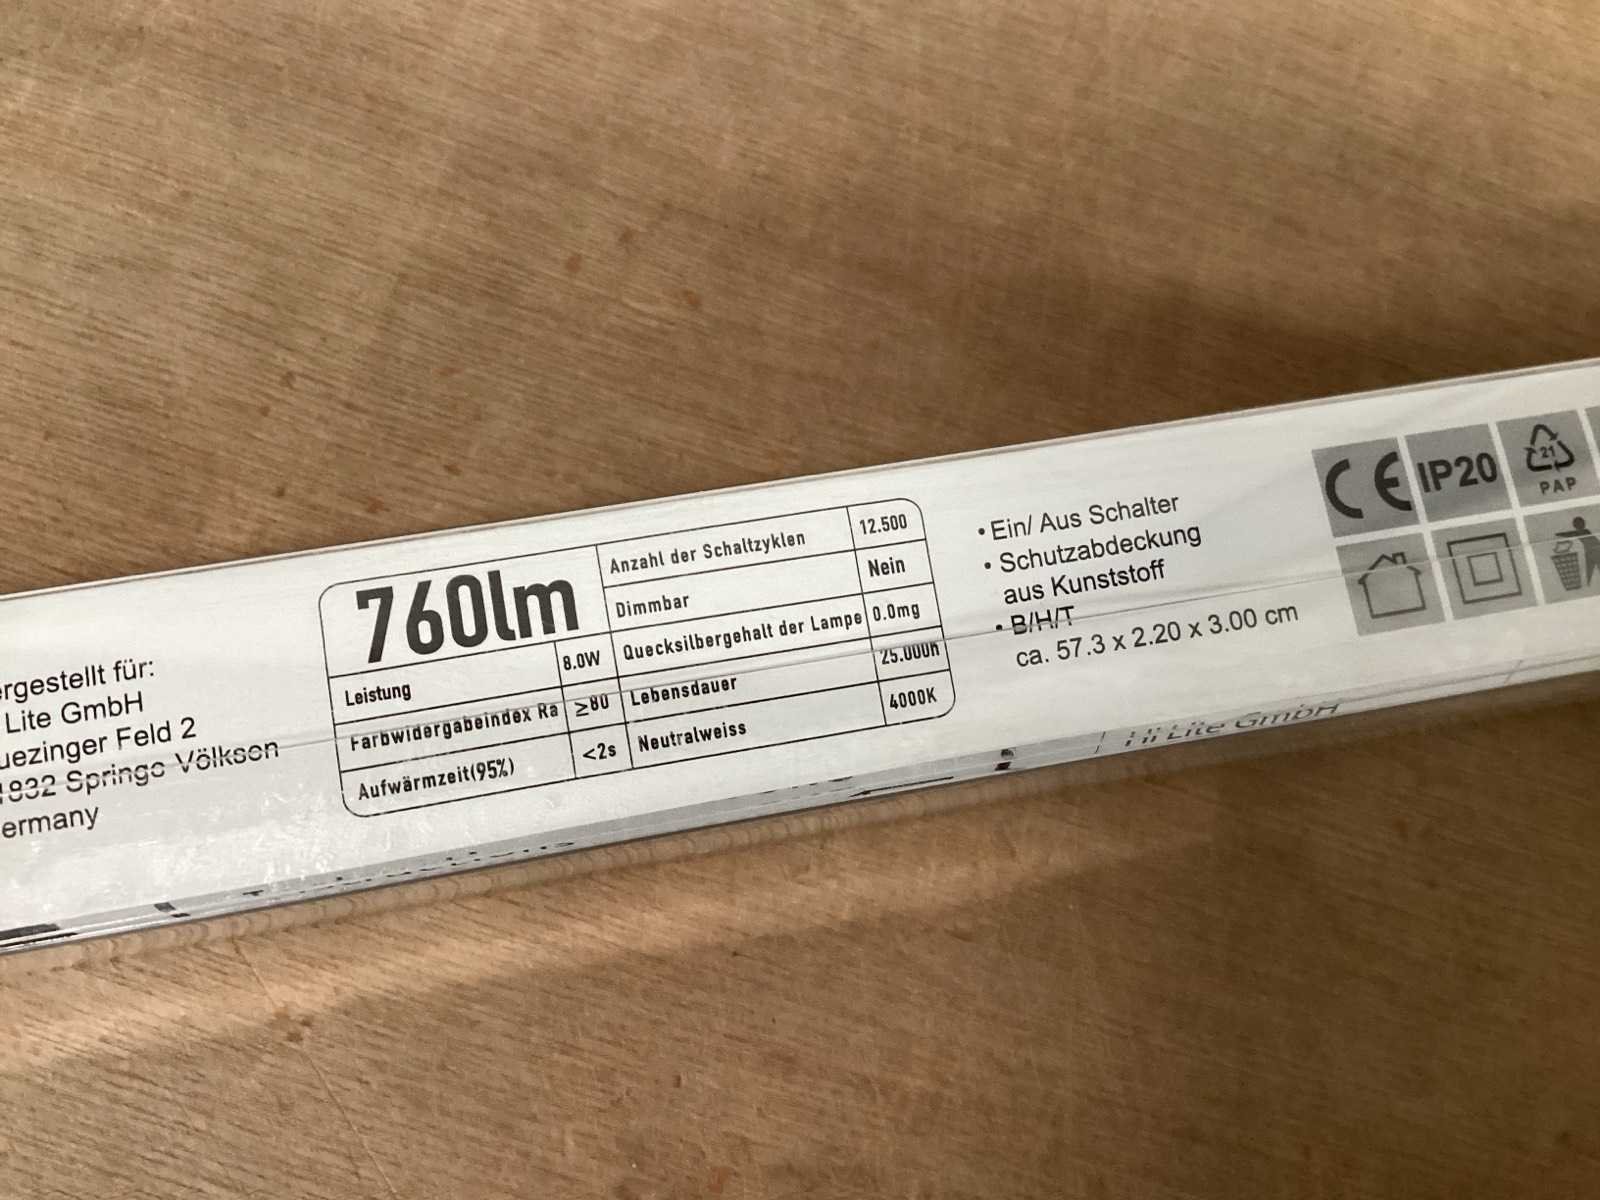 ergestellt für:
Lite GmbH
uezinger Feld 2
1832 Springe Völksen
ermany
760lm
Leistung 8.0W
Farbwidergabeindex Ra ≥80
Aufwärmzeit(95%) <2s
Anzahl der Schaltzyklen 12.500
Dimmbar Nein
Quecksilbergehalt der Lampe 0.0mg
Lebensdauer 25.000h
Neutralweiss 4000K
• Ein/ Aus Schalter
• Schutzabdeckung
aus Kunststoff
• B/H/T
ca. 57.3 x 2.20 x 3.00 cm
CE IP20 21
PAP
Hi Lite GmbH